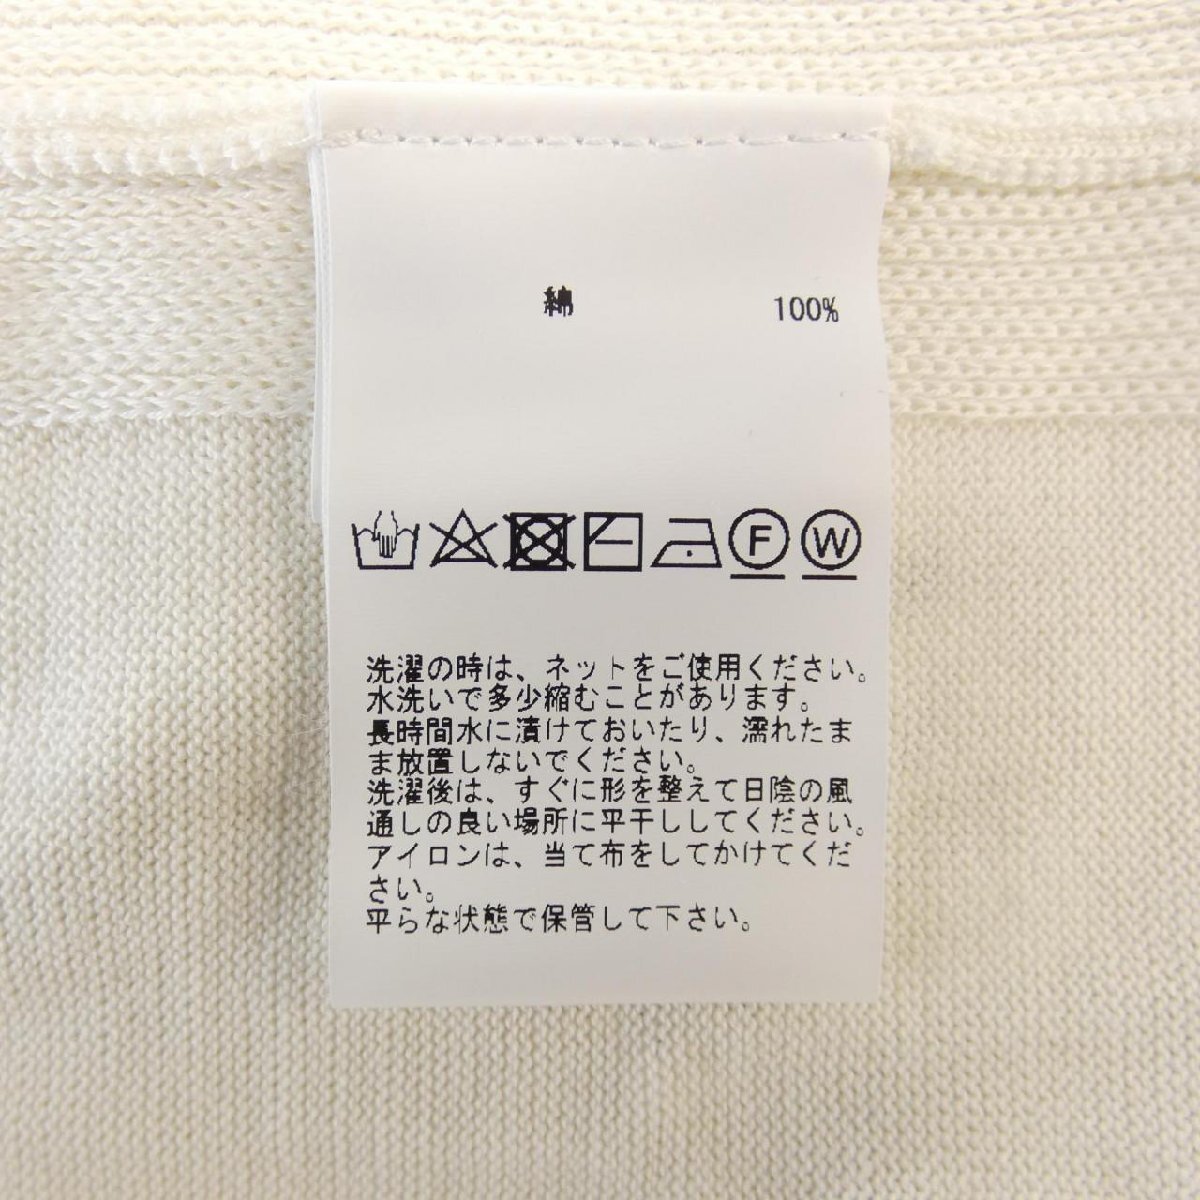 綿 100%
F W
洗濯の時は、ネットをご使用ください。
水洗いで多少縮むことがあります。
長時間水に漬けておいたり、濡れたま
ま放置しないでください。
洗濯後は、すぐに形を整えて日陰の風
通しの良い場所に平干ししてください。
アイロンは、当て布をしてかけてくだ
さい。
平らな状態で保管して下さい。